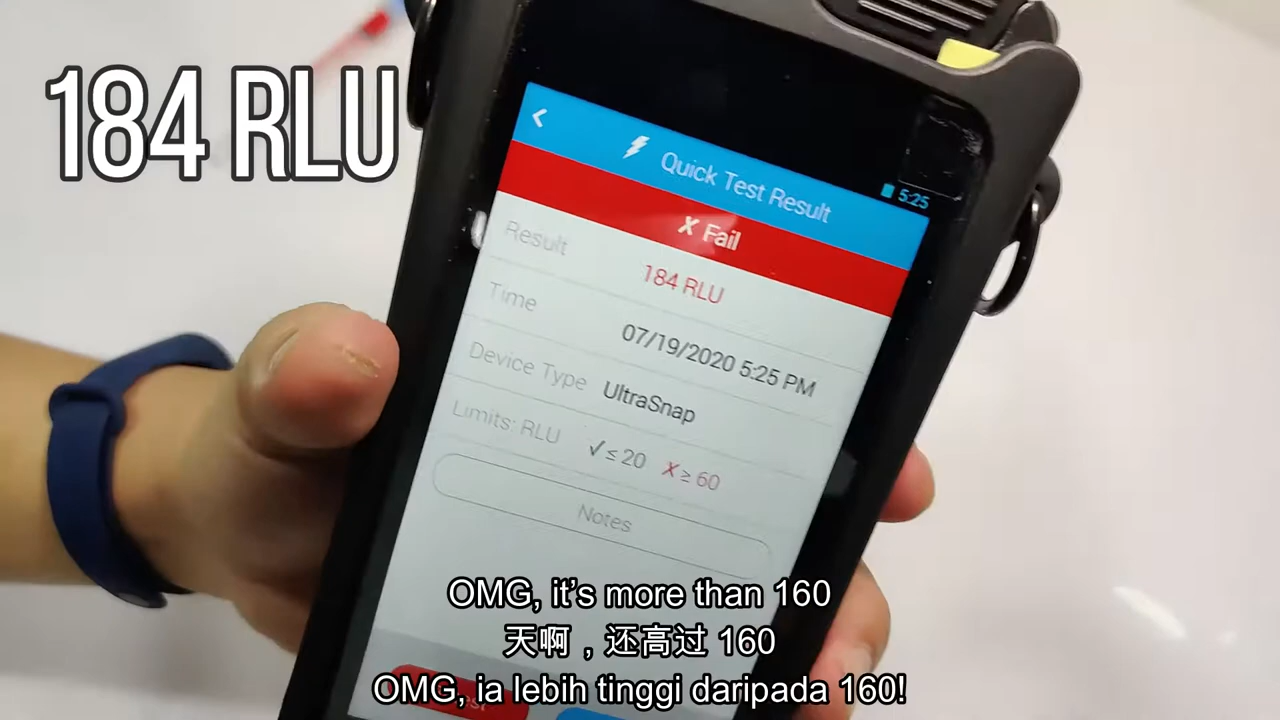 184 RLU
5:25
Quick Test Result
X Fail
Result 184 RLU
Time 07/19/2020 5:25 PM
Device Type UltraSnap
Limits: RLU ✓≤20 X≥60
Notes
OMG, it's more than 160
天啊，还高过 160
OMG, ia lebih tinggi daripada 160!